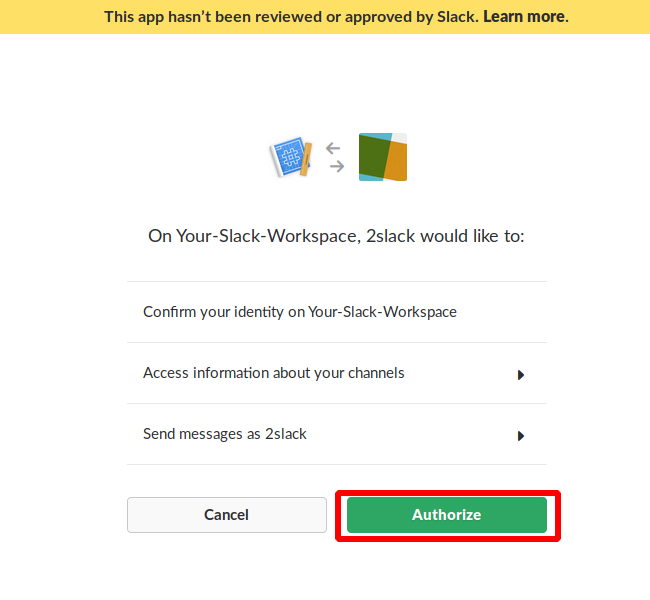 This app hasn’t been reviewed or approved by Slack. Learn more.
On Your-Slack-Workspace, 2slack would like to:
Confirm your identity on Your-Slack-Workspace
Access information about your channels
Send messages as 2slack
Cancel
Authorize